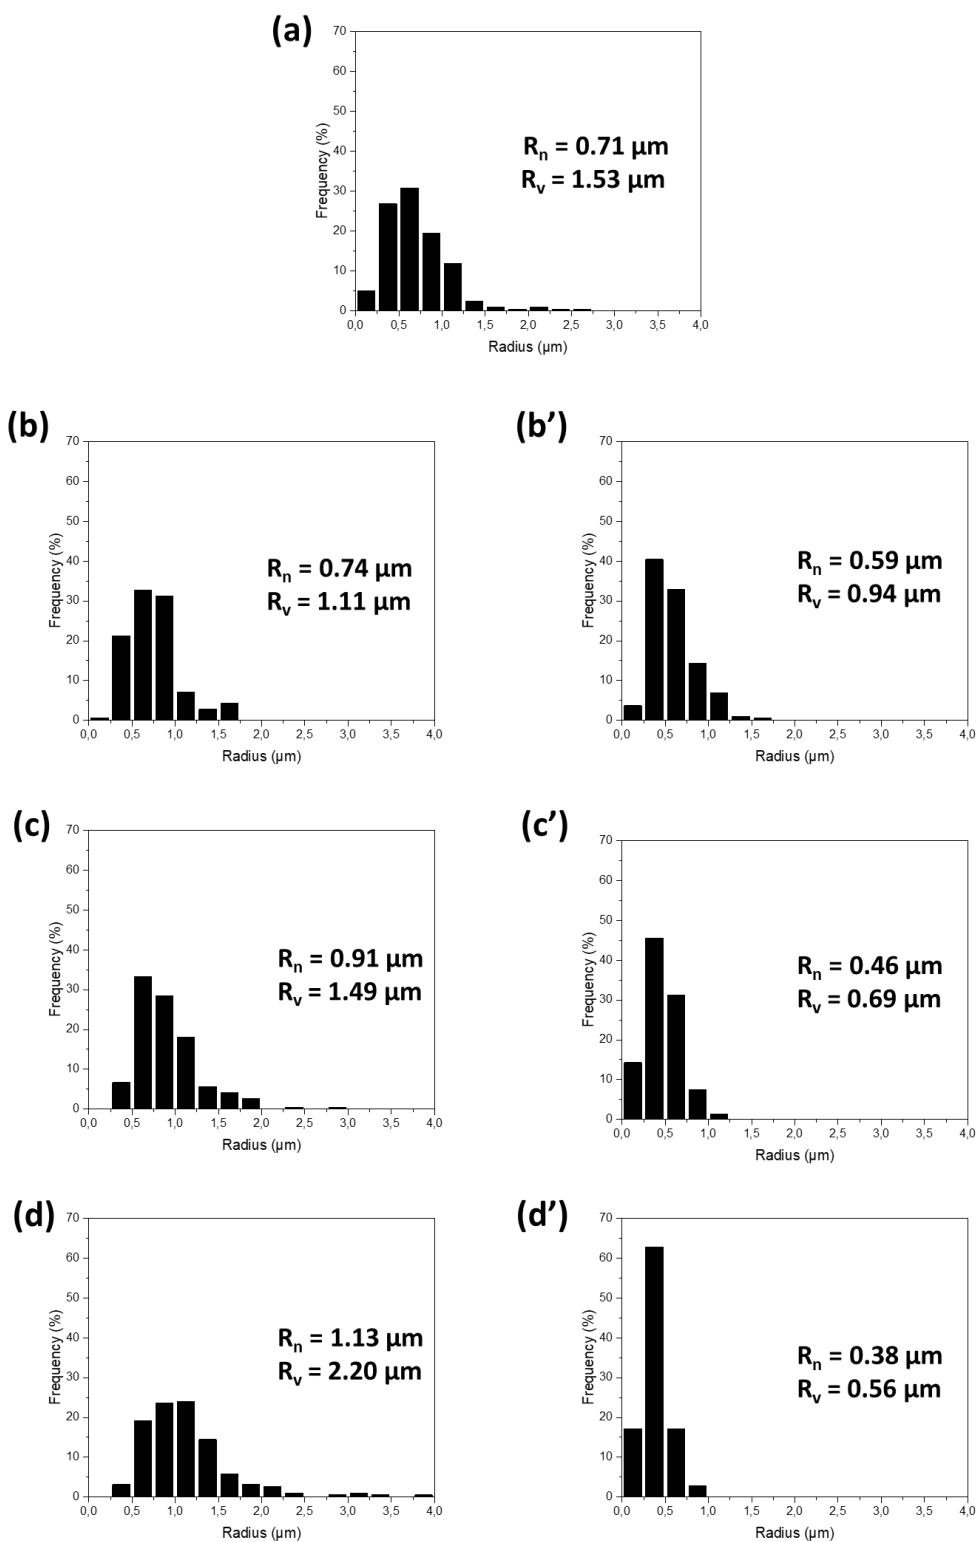 (a)
70
60
50
40
30
20
10
0
Frequency (%)
R_n = 0.71 µm
R_v = 1.53 µm
0,0 0,5 1,0 1,5 2,0 2,5 3,0 3,5 4,0
Radius (µm)
(b)
70
60
50
40
30
20
10
0
Frequency (%)
R_n = 0.74 µm
R_v = 1.11 µm
0,0 0,5 1,0 1,5 2,0 2,5 3,0 3,5 4,0
Radius (µm)
(b’)
70
60
50
40
30
20
10
0
Frequency (%)
R_n = 0.59 µm
R_v = 0.94 µm
0,0 0,5 1,0 1,5 2,0 2,5 3,0 3,5 4,0
Radius (µm)
(c)
70
60
50
40
30
20
10
0
Frequency (%)
R_n = 0.91 µm
R_v = 1.49 µm
0,0 0,5 1,0 1,5 2,0 2,5 3,0 3,5 4,0
Radius (µm)
(c’)
70
60
50
40
30
20
10
0
Frequency (%)
R_n = 0.46 µm
R_v = 0.69 µm
0,0 0,5 1,0 1,5 2,0 2,5 3,0 3,5 4,0
Radius (µm)
(d)
70
60
50
40
30
20
10
0
Frequency (%)
R_n = 1.13 µm
R_v = 2.20 µm
0,0 0,5 1,0 1,5 2,0 2,5 3,0 3,5 4,0
Radius (µm)
(d’)
70
60
50
40
30
20
10
0
Frequency (%)
R_n = 0.38 µm
R_v = 0.56 µm
0,0 0,5 1,0 1,5 2,0 2,5 3,0 3,5 4,0
Radius (µm)